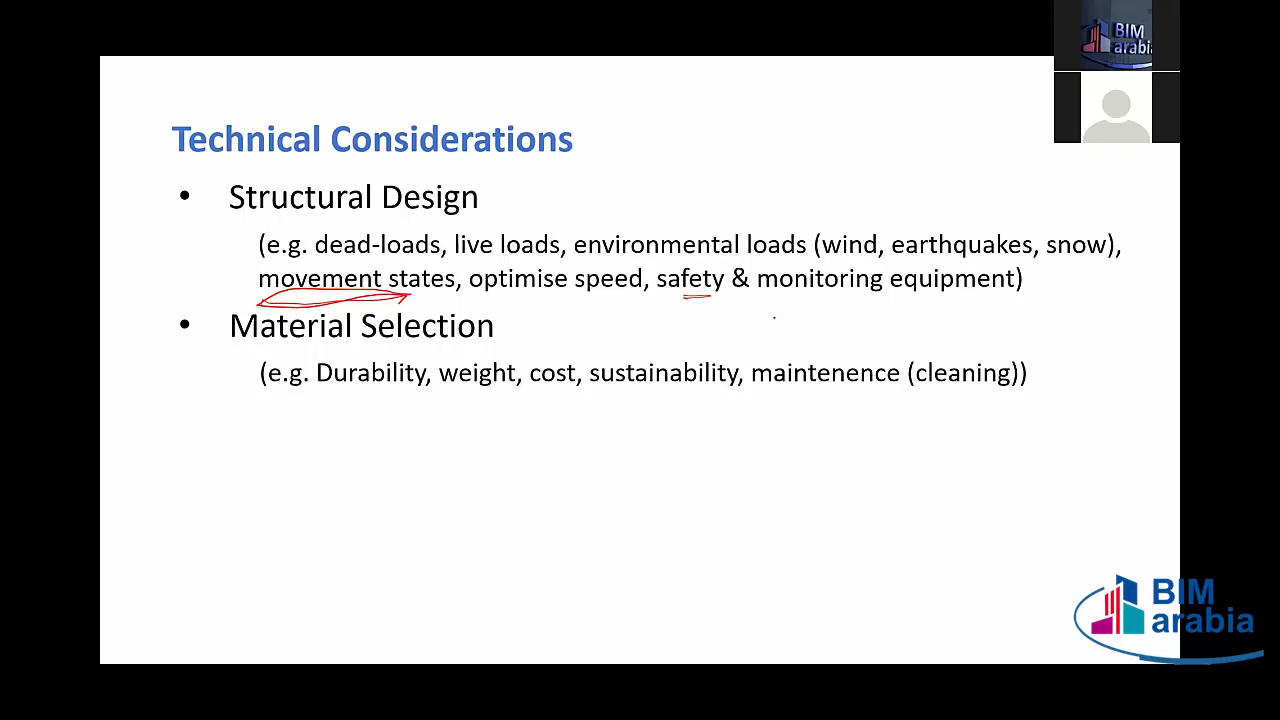 BIM
arabia
Technical Considerations
• Structural Design
(e.g. dead-loads, live loads, environmental loads (wind, earthquakes, snow),
movement states, optimise speed, safety & monitoring equipment)
• Material Selection
(e.g. Durability, weight, cost, sustainability, maintenence (cleaning))
BIM
arabia